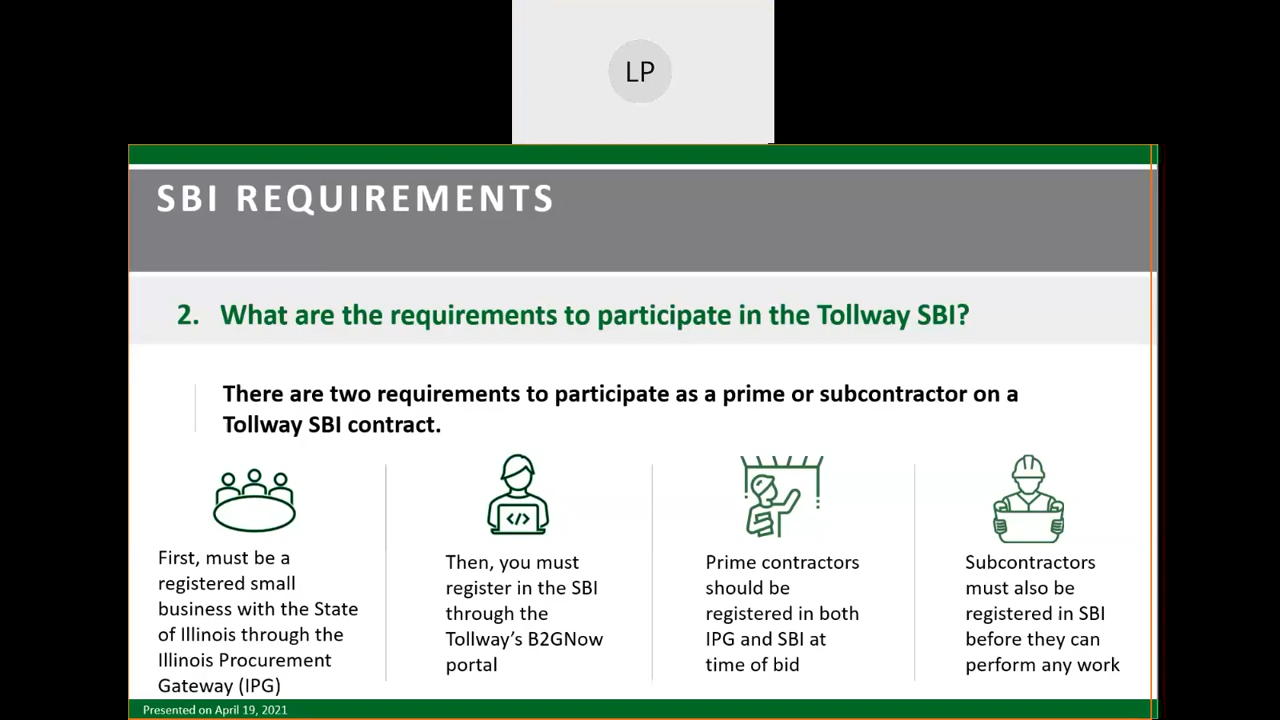 LP
SBI REQUIREMENTS
2. What are the requirements to participate in the Tollway SBI?
There are two requirements to participate as a prime or subcontractor on a
Tollway SBI contract.
</>
First, must be a
registered small
business with the State
of Illinois through the
Illinois Procurement
Gateway (IPG)
Then, you must
register in the SBI
through the
Tollway's B2GNow
portal
Prime contractors
should be
registered in both
IPG and SBI at
time of bid
Subcontractors
must also be
registered in SBI
before they can
perform any work
Presented on April 19, 2021